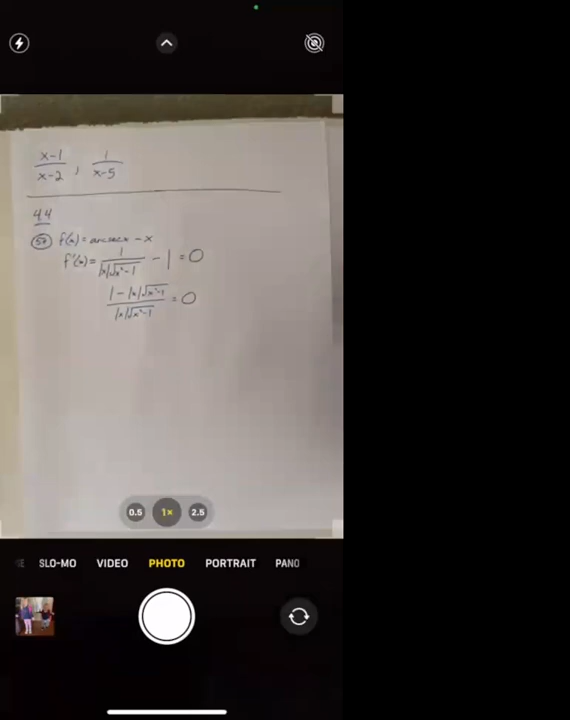 x-1/x-2 , 1/x-5
44
57 f(x) = arcsecx - x
f'(x) = 1/|x|√x²-1 - 1 = 0
1-|x|√x²-1/|x|√x²-1 = 0
0.5 1× 2.5
SLO-MO VIDEO PHOTO PORTRAIT PANO